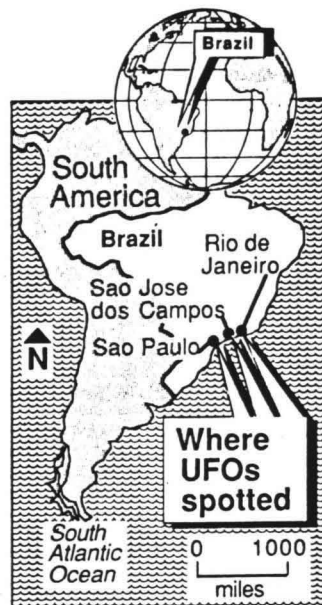 Brazil
South
America
Brazil
Rio de
Janeiro
Sao Jose
dos Campos
Sao Paulo
N
Where
UFOs
spotted
South
Atlantic
Ocean
0 1000
miles